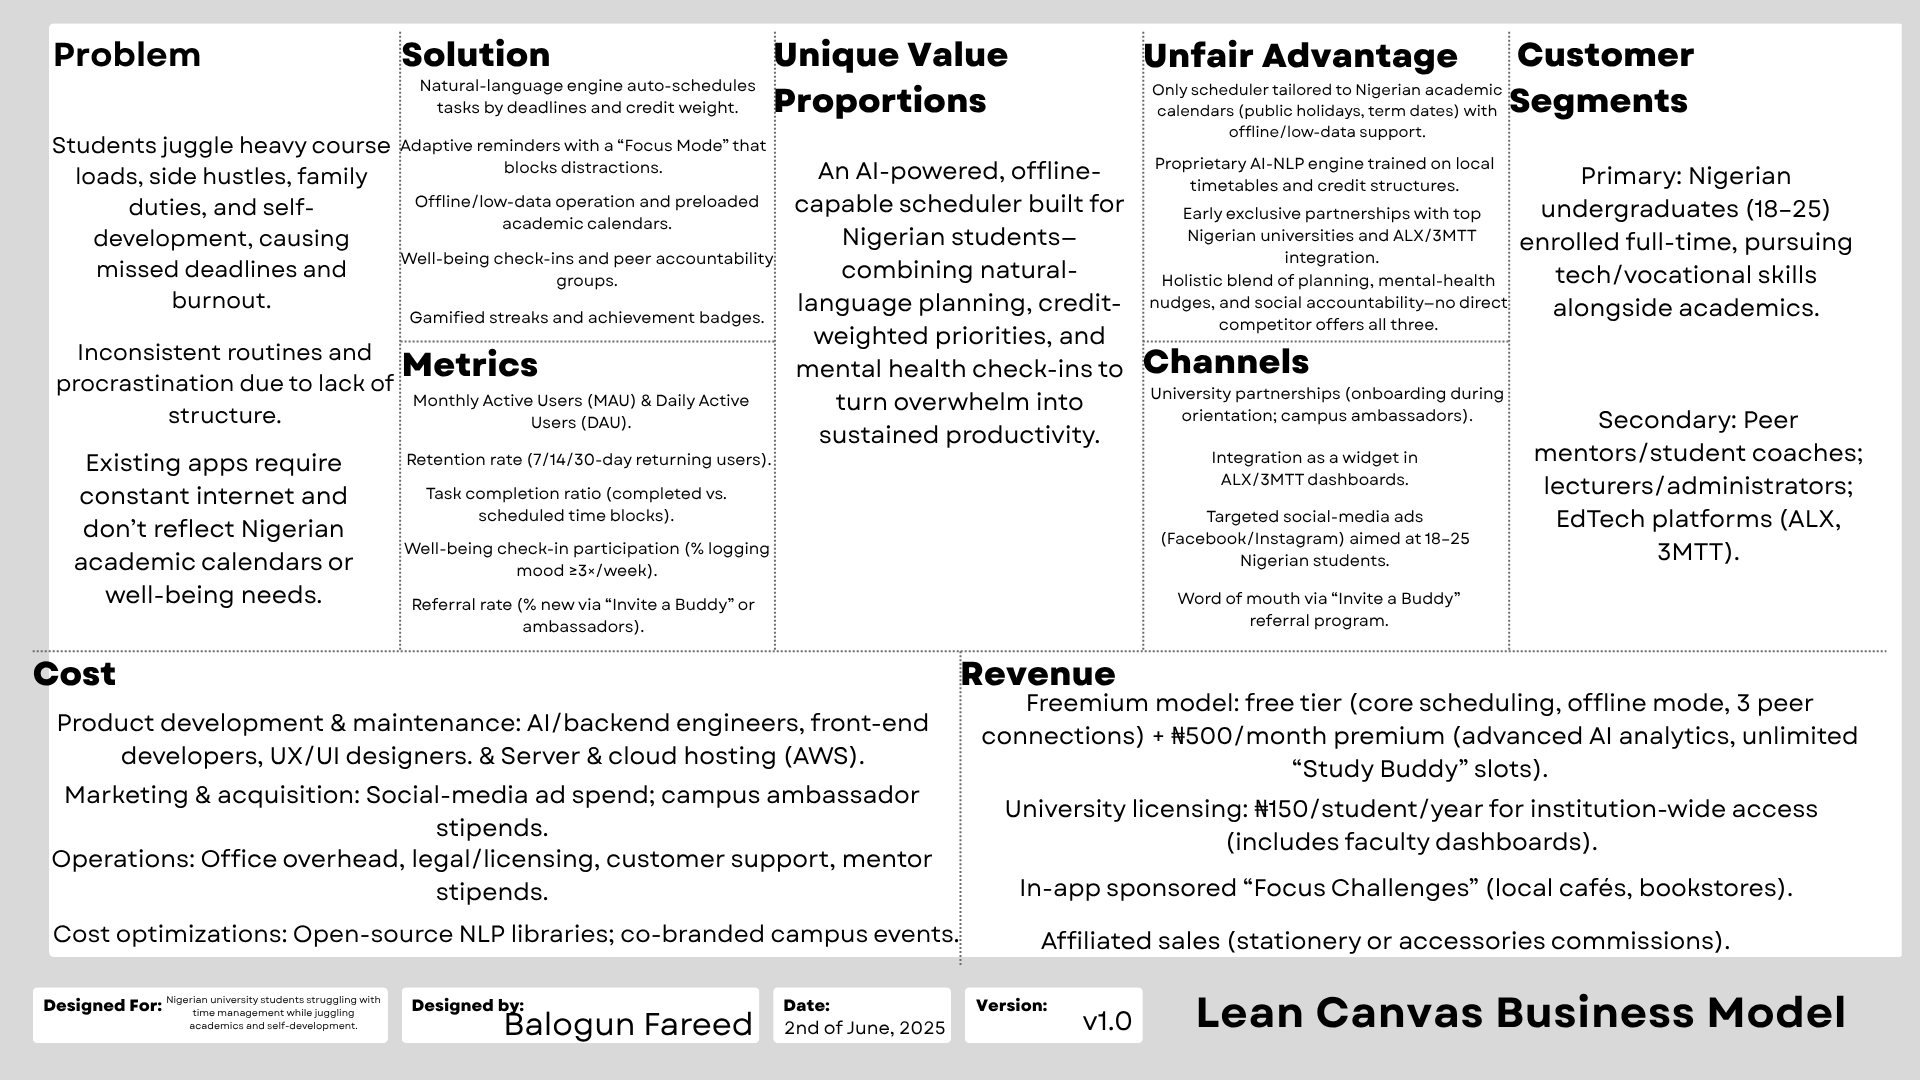 Problem
Students juggle heavy course
loads, side hustles, family
duties, and self-
development, causing
missed deadlines and
burnout.
Inconsistent routines and
procrastination due to lack of
structure.
Existing apps require
constant internet and
don’t reflect Nigerian
academic calendars or
well-being needs.
Solution
Natural-language engine auto-schedules
tasks by deadlines and credit weight.
Adaptive reminders with a “Focus Mode” that
blocks distractions.
Offline/low-data operation and preloaded
academic calendars.
Well-being check-ins and peer accountability
groups.
Gamified streaks and achievement badges.
Metrics
Monthly Active Users (MAU) & Daily Active
Users (DAU).
Retention rate (7/14/30-day returning users).
Task completion ratio (completed vs.
scheduled time blocks).
Well-being check-in participation (% logging
mood ≥3×/week).
Referral rate (% new via “Invite a Buddy” or
ambassadors).
Unique Value
Proportions
An AI-powered, offline-
capable scheduler built for
Nigerian students—
combining natural-
language planning, credit-
weighted priorities, and
mental health check-ins to
turn overwhelm into
sustained productivity.
Unfair Advantage
Only scheduler tailored to Nigerian academic
calendars (public holidays, term dates) with
offline/low-data support.
Proprietary AI-NLP engine trained on local
timetables and credit structures.
Early exclusive partnerships with top
Nigerian universities and ALX/3MTT
integration.
Holistic blend of planning, mental-health
nudges, and social accountability—no direct
competitor offers all three.
Channels
University partnerships (onboarding during
orientation; campus ambassadors).
Integration as a widget in
ALX/3MTT dashboards.
Targeted social-media ads
(Facebook/Instagram) aimed at 18–25
Nigerian students.
Word of mouth via “Invite a Buddy”
referral program.
Customer
Segments
Primary: Nigerian
undergraduates (18–25)
enrolled full-time, pursuing
tech/vocational skills
alongside academics.
Secondary: Peer
mentors/student coaches;
lecturers/administrators;
EdTech platforms (ALX,
3MTT).
Cost
Product development & maintenance: AI/backend engineers, front-end
developers, UX/UI designers. & Server & cloud hosting (AWS).
Marketing & acquisition: Social-media ad spend; campus ambassador
stipends.
Operations: Office overhead, legal/licensing, customer support, mentor
stipends.
Cost optimizations: Open-source NLP libraries; co-branded campus events.
Revenue
Freemium model: free tier (core scheduling, offline mode, 3 peer
connections) + ₦500/month premium (advanced AI analytics, unlimited
“Study Buddy” slots).
University licensing: ₦150/student/year for institution-wide access
(includes faculty dashboards).
In-app sponsored “Focus Challenges” (local cafés, bookstores).
Affiliated sales (stationery or accessories commissions).
Designed For: Nigerian university students struggling with
time management while juggling
academics and self-development.
Designed by:
Balogun Fareed
Date:
2nd of June, 2025
Version:
v1.0
Lean Canvas Business Model